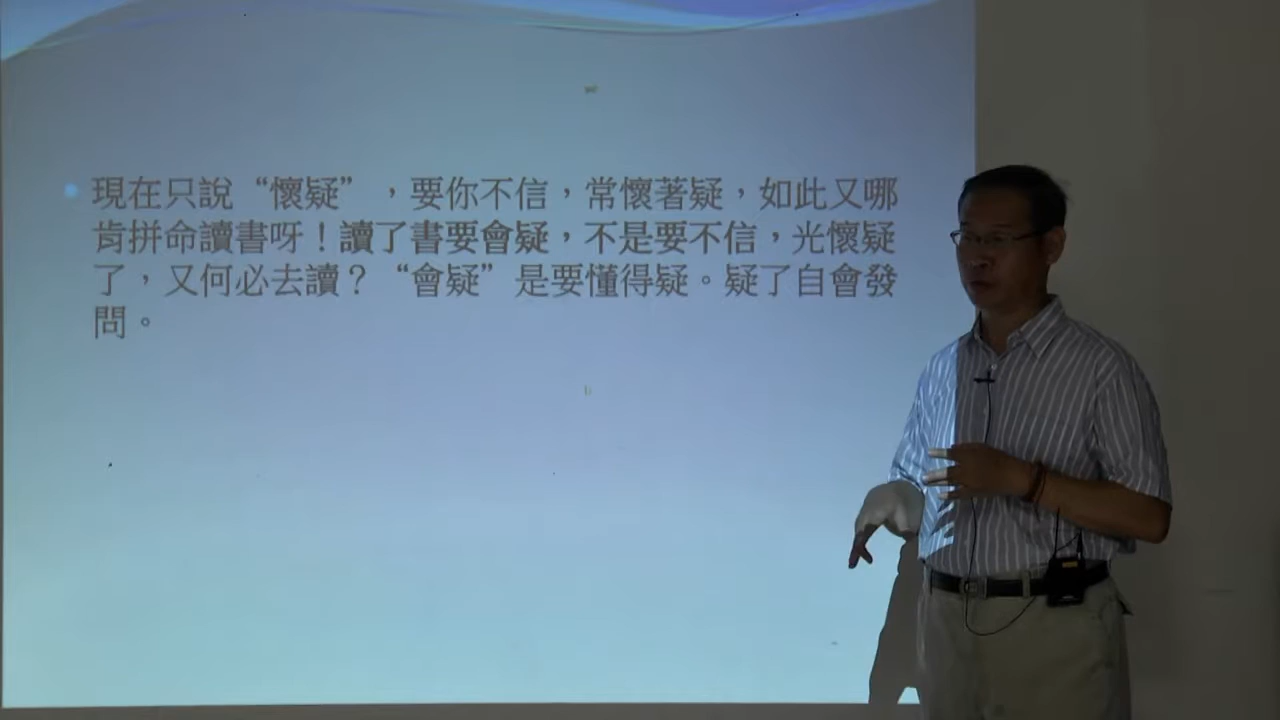 現在只說“懷疑”，要你不信，常懷著疑，如此又哪
肯拼命讀書呀！讀了書要會疑，不是要不信，光懷疑
了，又何必去讀？“會疑”是要懂得疑。疑了自會發
問。